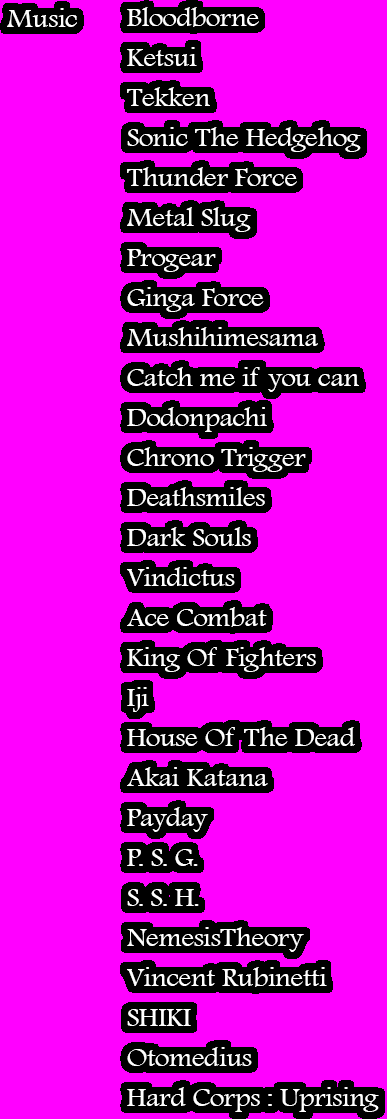 Music Bloodborne
Ketsui
Tekken
Sonic The Hedgehog
Thunder Force
Metal Slug
Progear
Ginga Force
Mushihimesama
Catch me if you can
Dodonpachi
Chrono Trigger
Deathsmiles
Dark Souls
Vindictus
Ace Combat
King Of Fighters
Iji
House Of The Dead
Akai Katana
Payday
P. S. G.
S. S. H.
NemesisTheory
Vincent Rubinetti
SHIKI
Otomedius
Hard Corps : Uprising